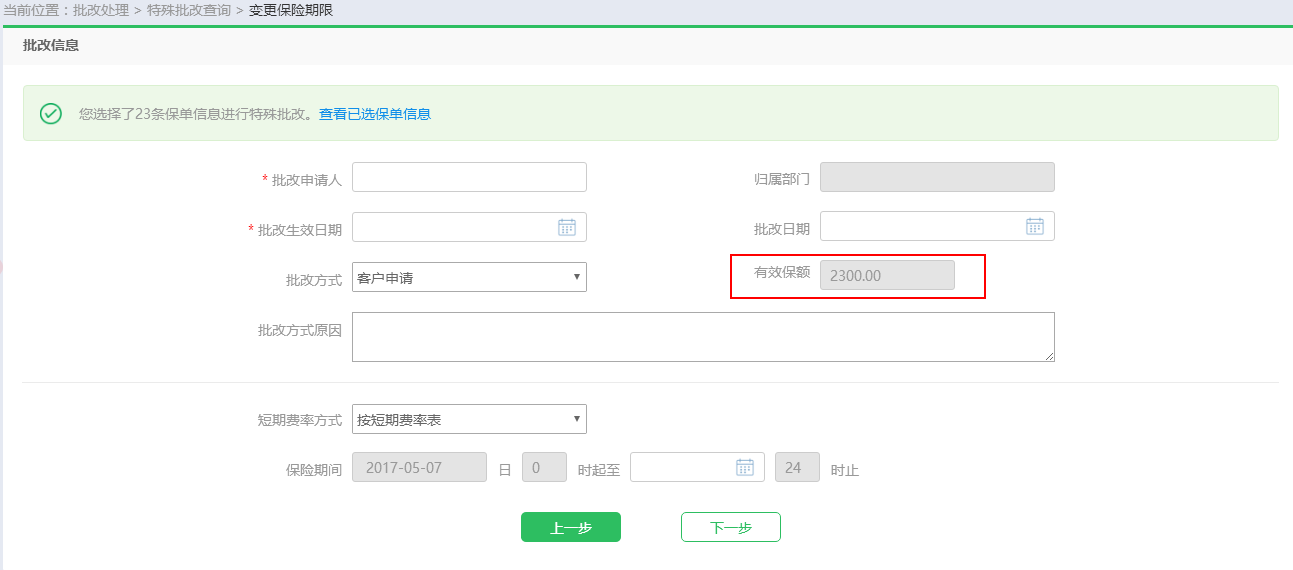 当前位置：批改处理 > 特殊批改查询 > 变更保险期限
批改信息
您选择了23条保单信息进行特殊批改。查看已选保单信息
* 批改申请人 归属部门
* 批改生效日期 批改日期
批改方式 客户申请 有效保额 2300.00
批改方式原因
短期费率方式 按短期费率表
保险期间 2017-05-07 日 0 时起至 24 时止
上一步 下一步